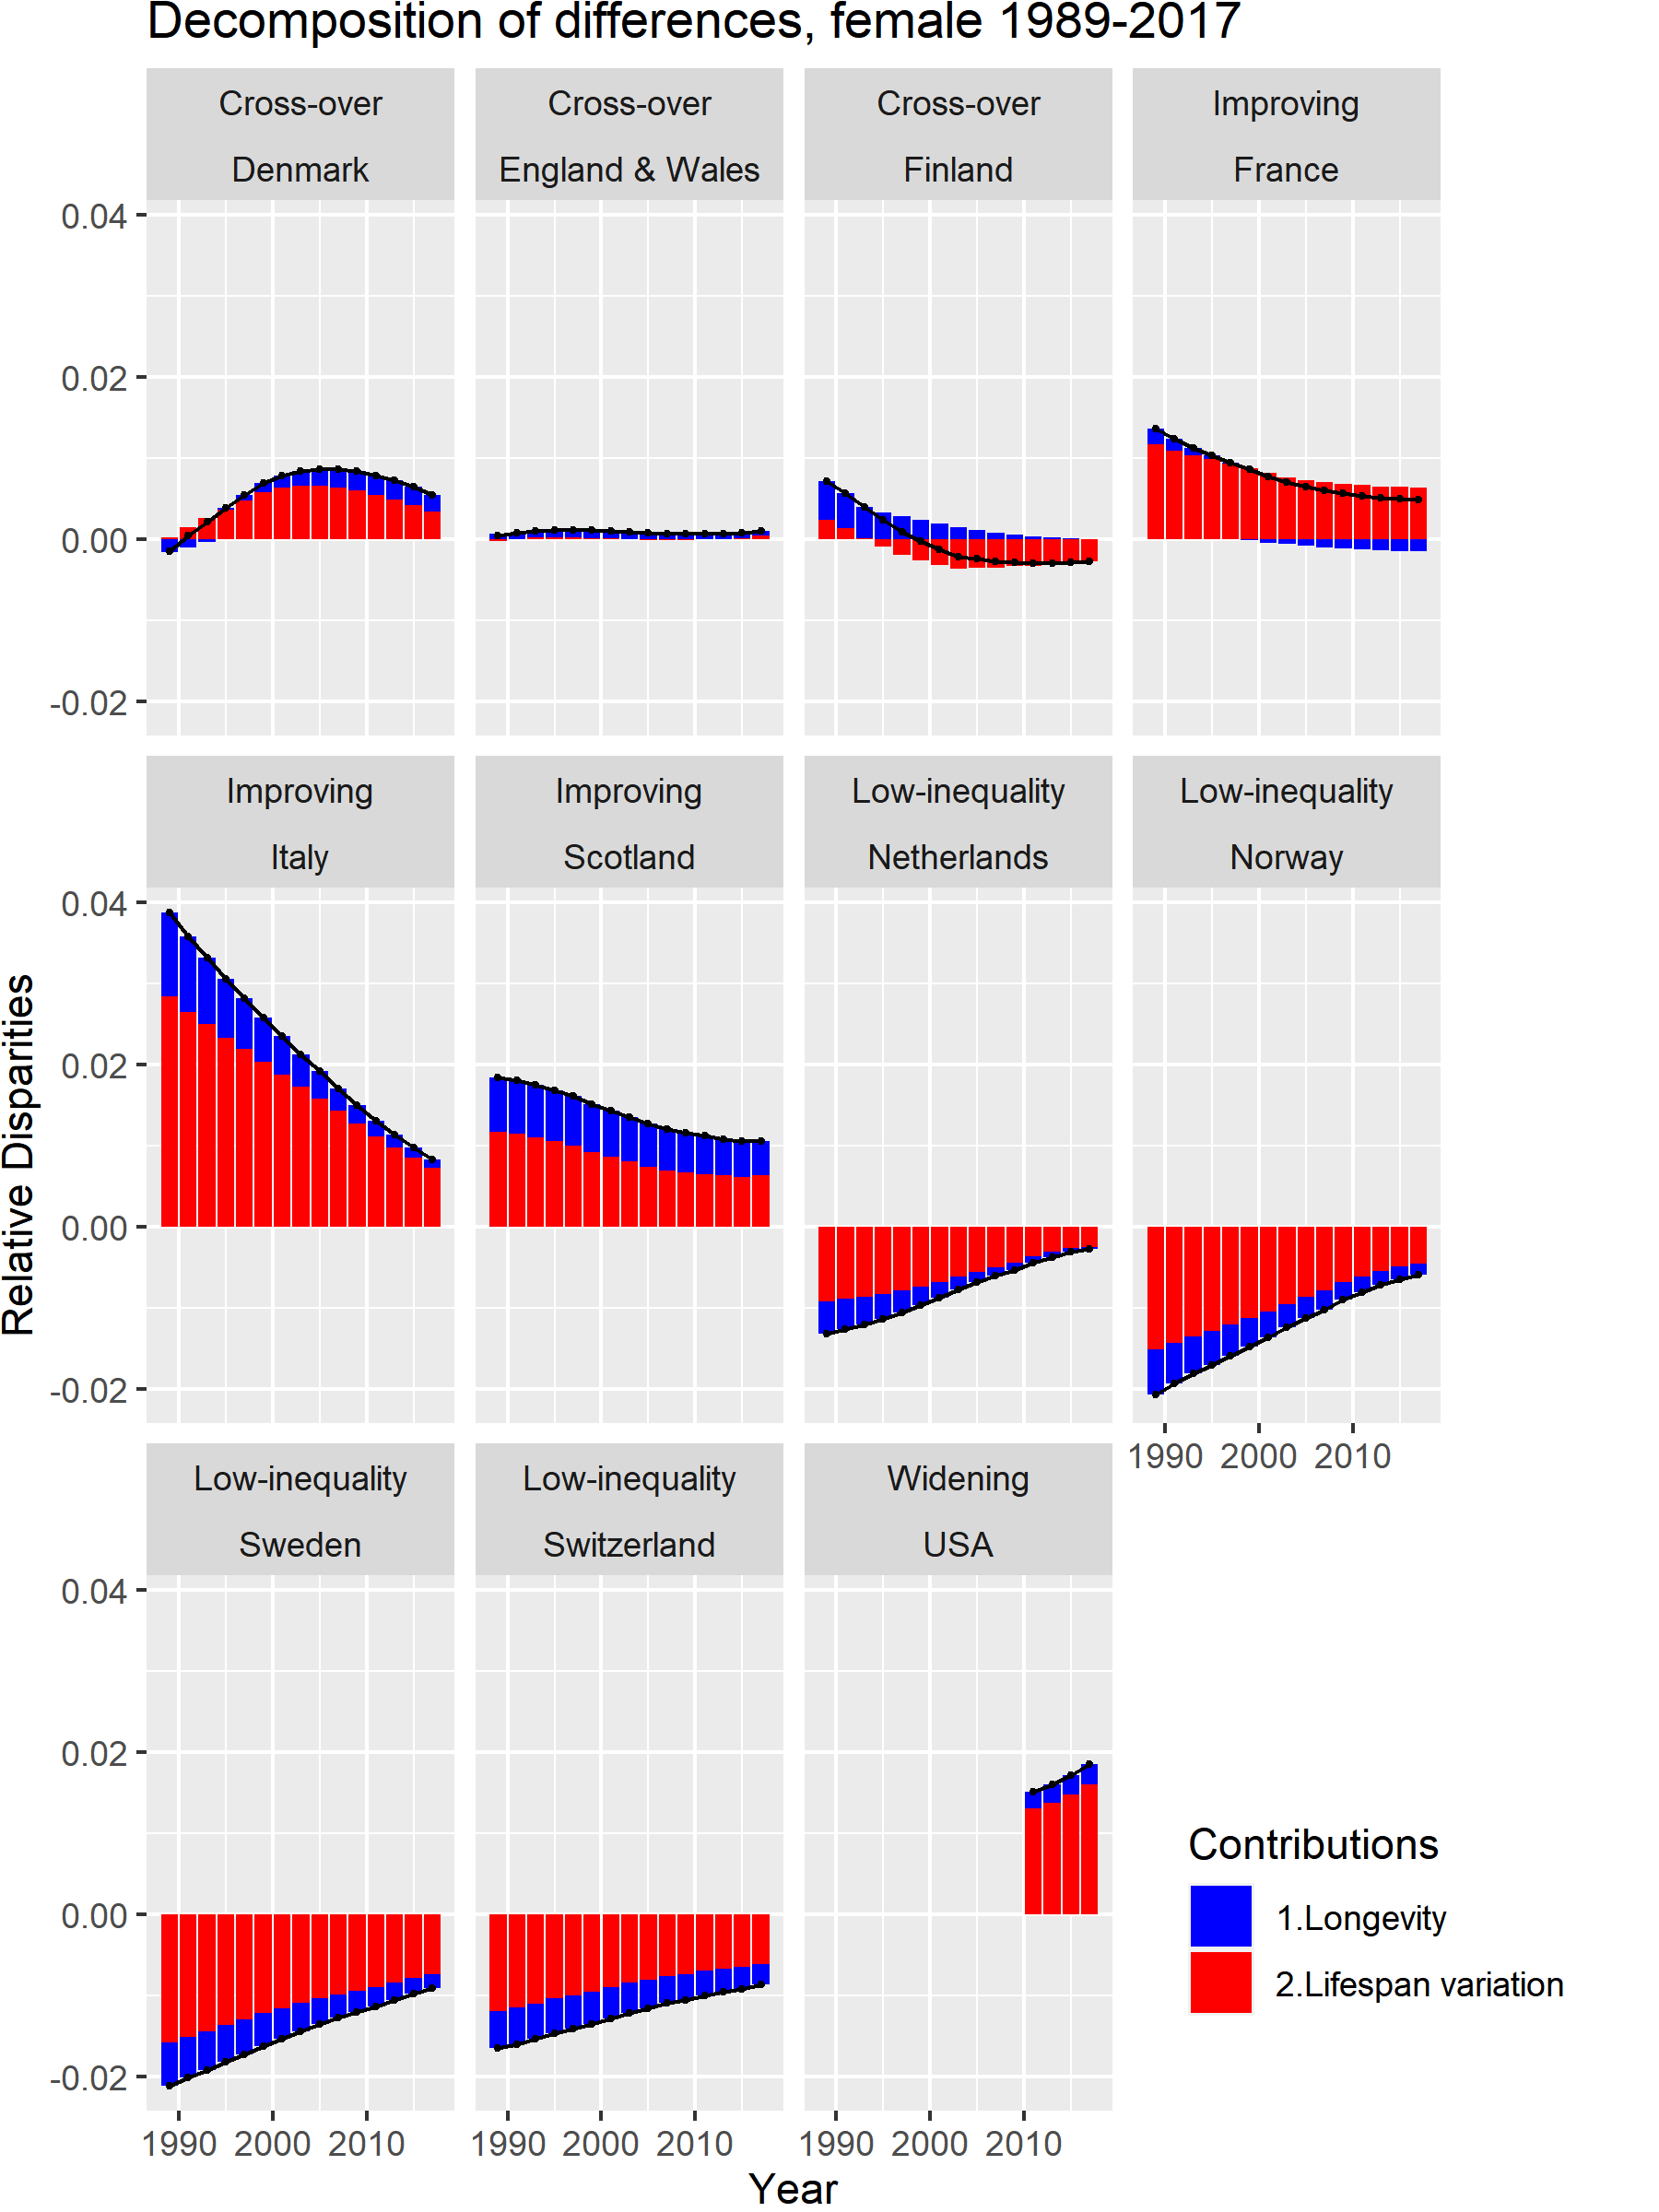 Decomposition of differences, female 1989-2017
Cross-over
Denmark
Cross-over
England & Wales
Cross-over
Finland
Improving
France
0.04
0.02
0.00
-0.02
Improving
Italy
Improving
Scotland
Low-inequality
Netherlands
Low-inequality
Norway
0.04
0.02
0.00
-0.02
1990 2000 2010
Low-inequality
Sweden
Low-inequality
Switzerland
Widening
USA
0.04
0.02
0.00
-0.02
1990 2000 2010
1990 2000 2010
1990 2000 2010
Relative Disparities
Year
Contributions
1.Longevity
2.Lifespan variation